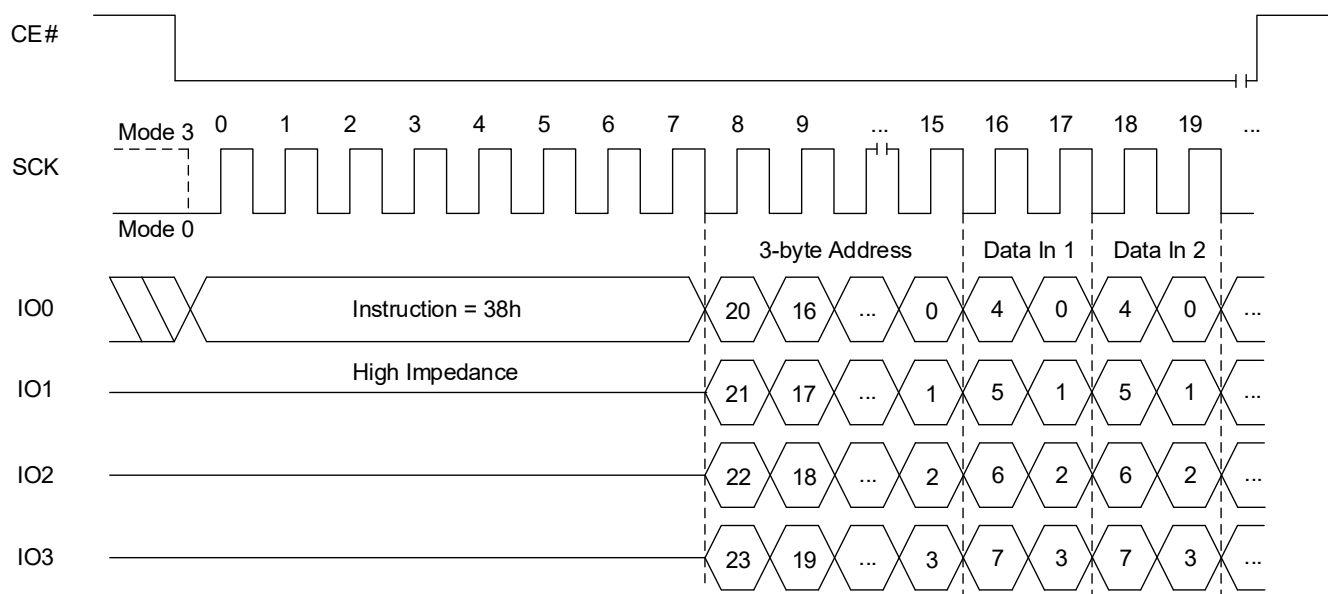 CE#
Mode 3 0 1 2 3 4 5 6 7 8 9 ... 15 16 17 18 19 ...
SCK
Mode 0
3-byte Address Data In 1 Data In 2
IO0 Instruction = 38h 20 16 ... 0 4 0 4 0 ...
High Impedance
IO1 21 17 ... 1 5 1 5 1 ...
IO2 22 18 ... 2 6 2 6 2 ...
IO3 23 19 ... 3 7 3 7 3 ...